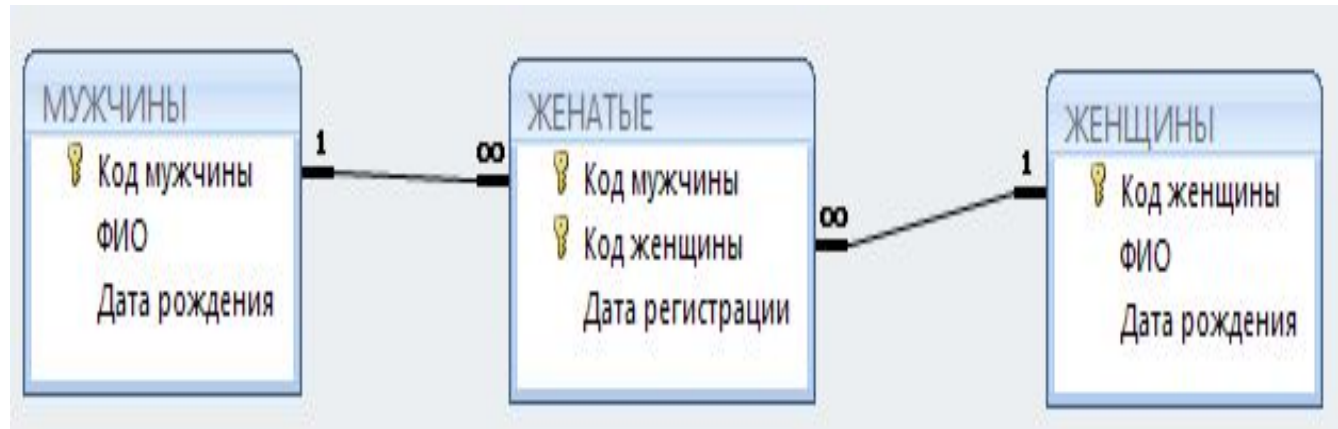 МУЖЧИНЫ
Код мужчины
ФИО
Дата рождения
1
∞
ЖЕНАТЫЕ
Код мужчины
Код женщины
Дата регистрации
∞
1
ЖЕНЩИНЫ
Код женщины
ФИО
Дата рождения